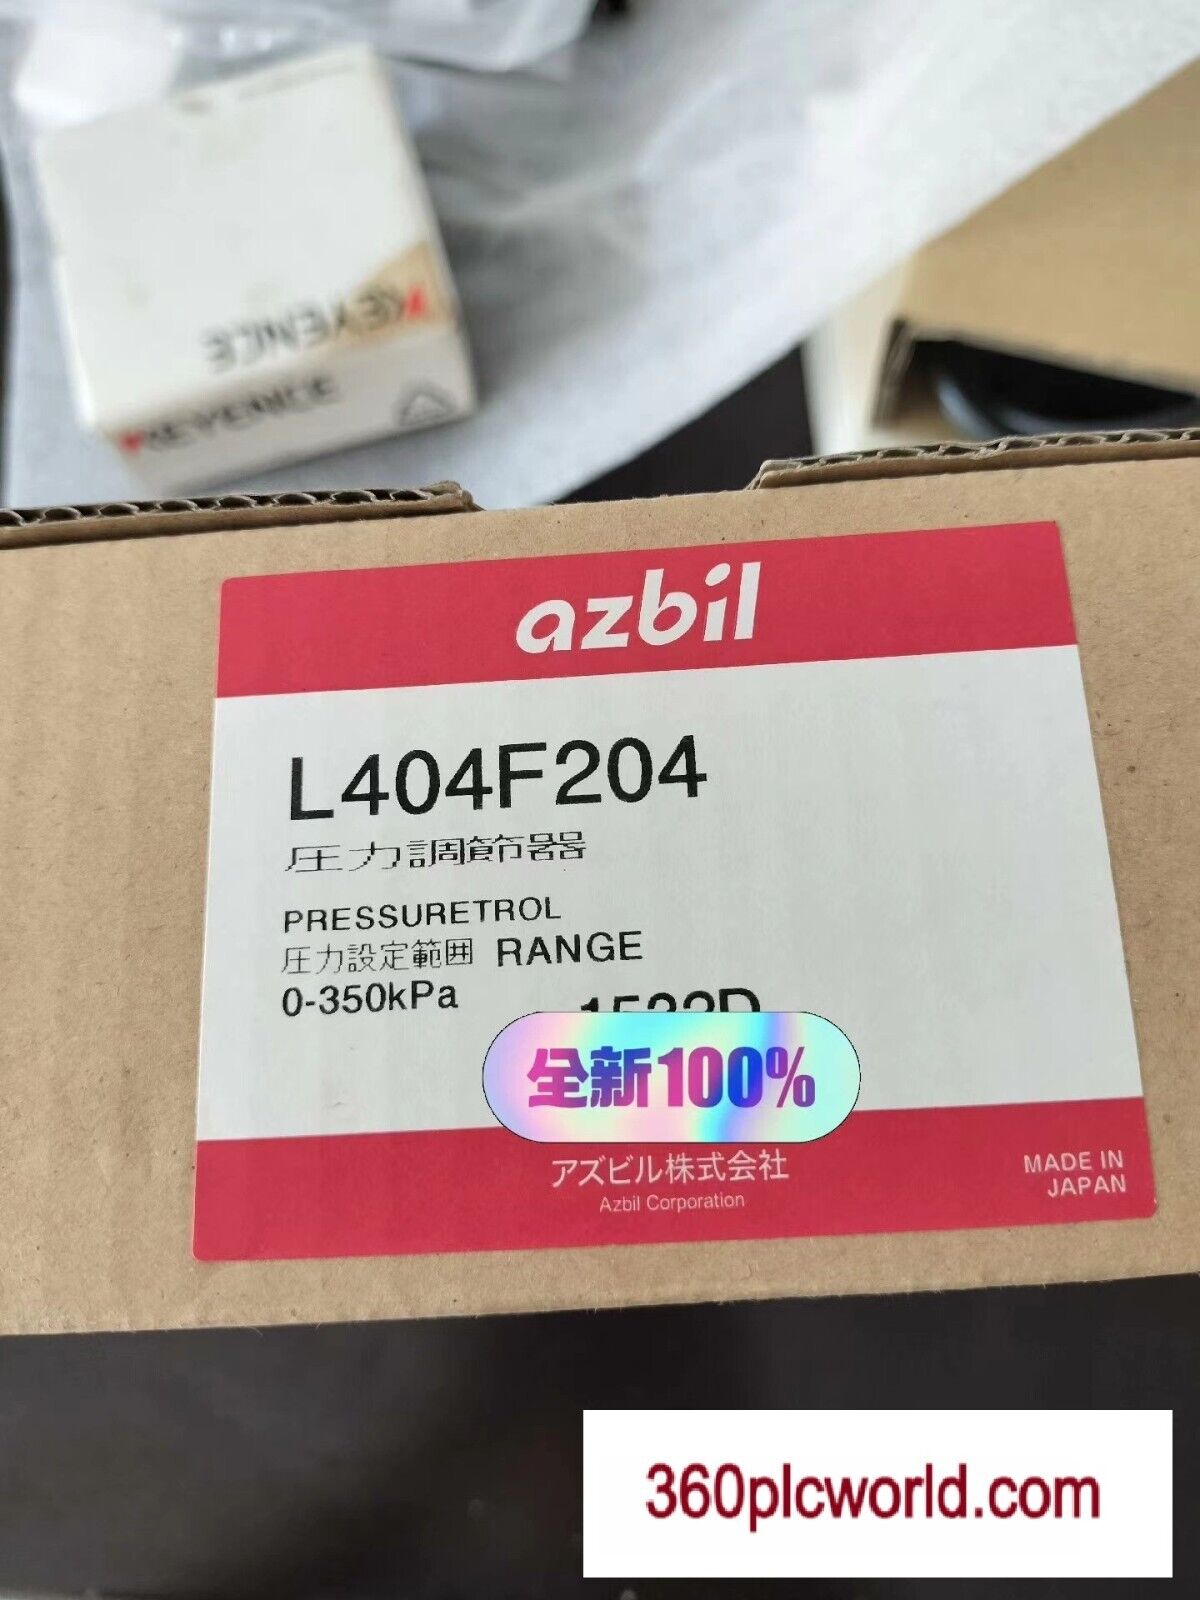 KEYENCE
KEYENCE
azbil
L404F204
圧力調節器
PRESSURETROL
圧力設定範囲 RANGE
0-350kPa
全新100%
アズビル株式会社
Azbil Corporation
MADE IN
JAPAN
360plcworld.com